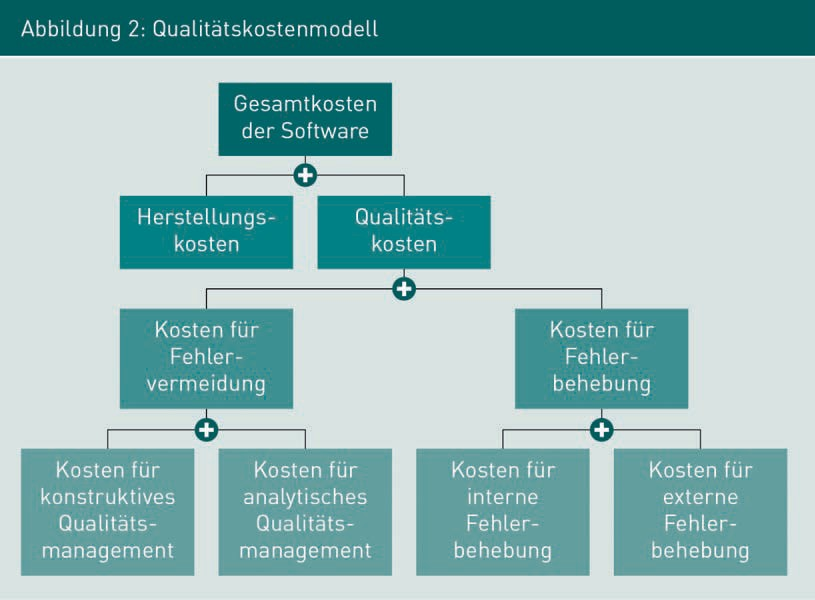 Abbildung 2: Qualitätskostenmodell
Gesamtkosten
der Software
Herstellungs-
kosten
Qualitäts-
kosten
Kosten für
Fehler-
vermeidung
Kosten für
Fehler-
behebung
Kosten für
konstruktives
Qualitäts-
management
Kosten für
analytisches
Qualitäts-
management
Kosten für
interne
Fehler-
behebung
Kosten für
externe
Fehler-
behebung